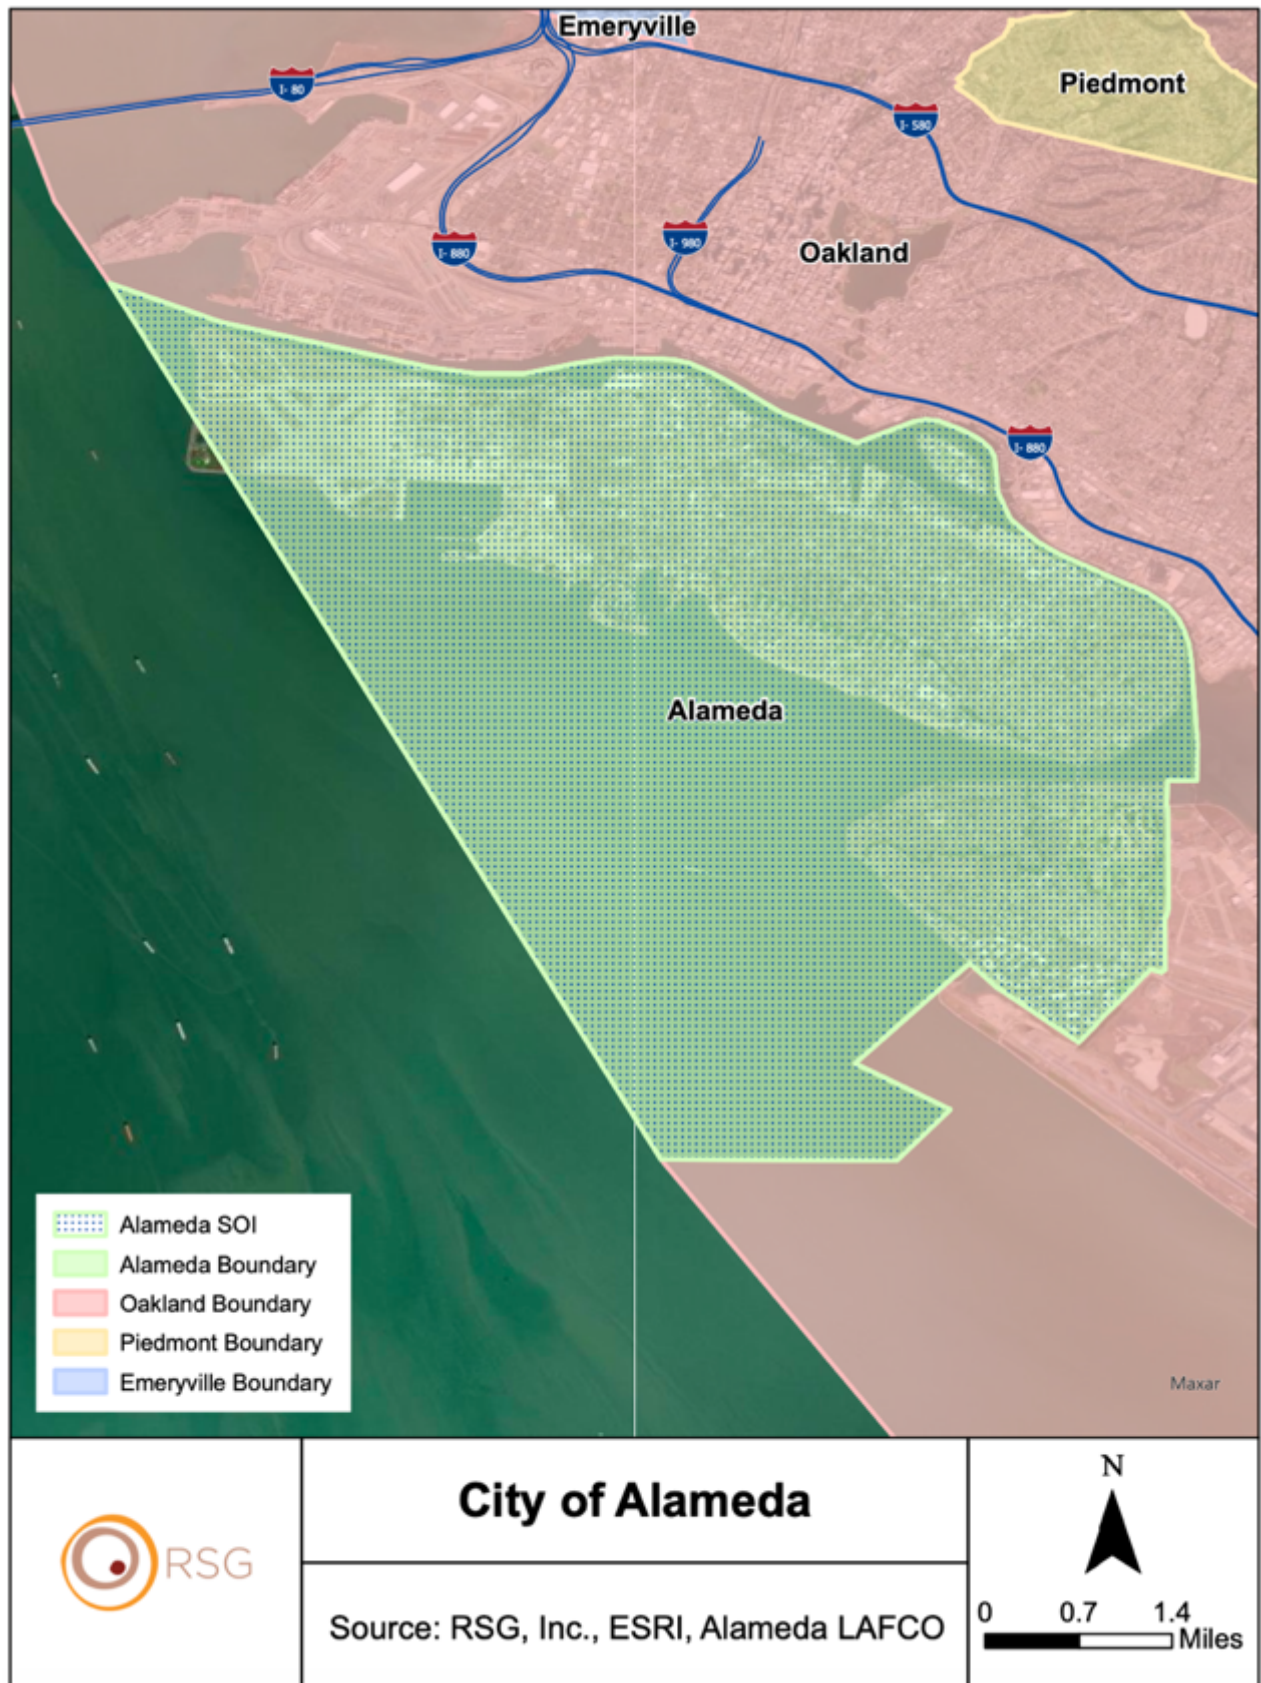 Emeryville
Piedmont
I- 80
I- 580
I- 980
I- 880
Oakland
I- 880
Alameda
Alameda SOI
Alameda Boundary
Oakland Boundary
Piedmont Boundary
Emeryville Boundary
Maxar
RSG
City of Alameda
Source: RSG, Inc., ESRI, Alameda LAFCO
N
0 0.7 1.4
Miles